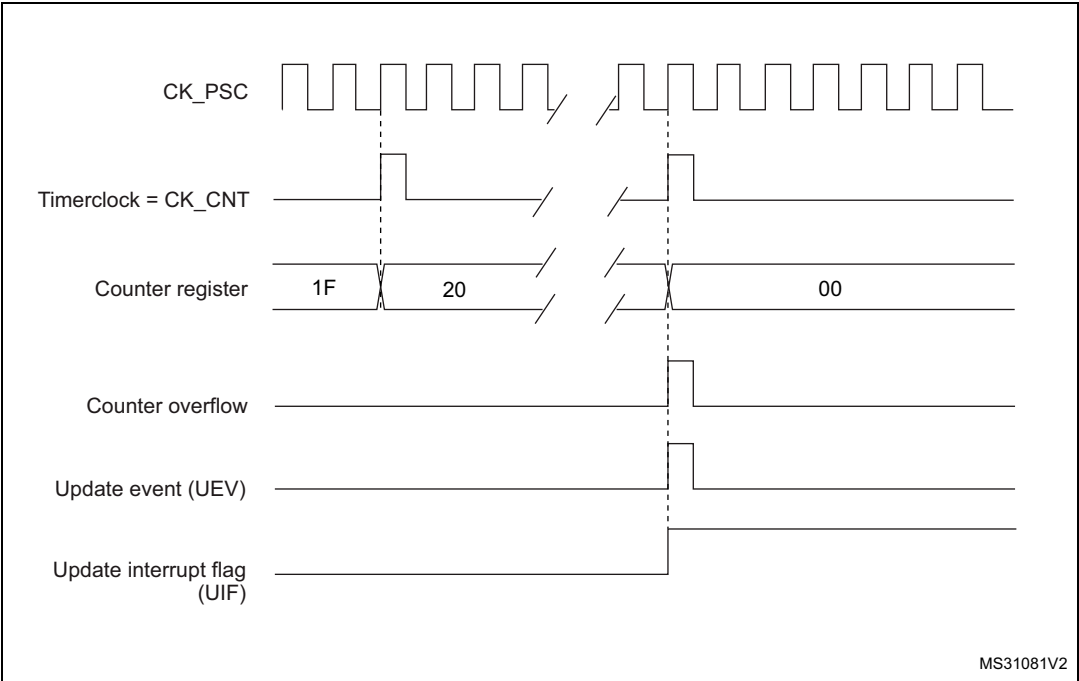 CK_PSC
Timerclock = CK_CNT
Counter register
1F
20
00
Counter overflow
Update event (UEV)
Update interrupt flag
(UIF)
MS31081V2